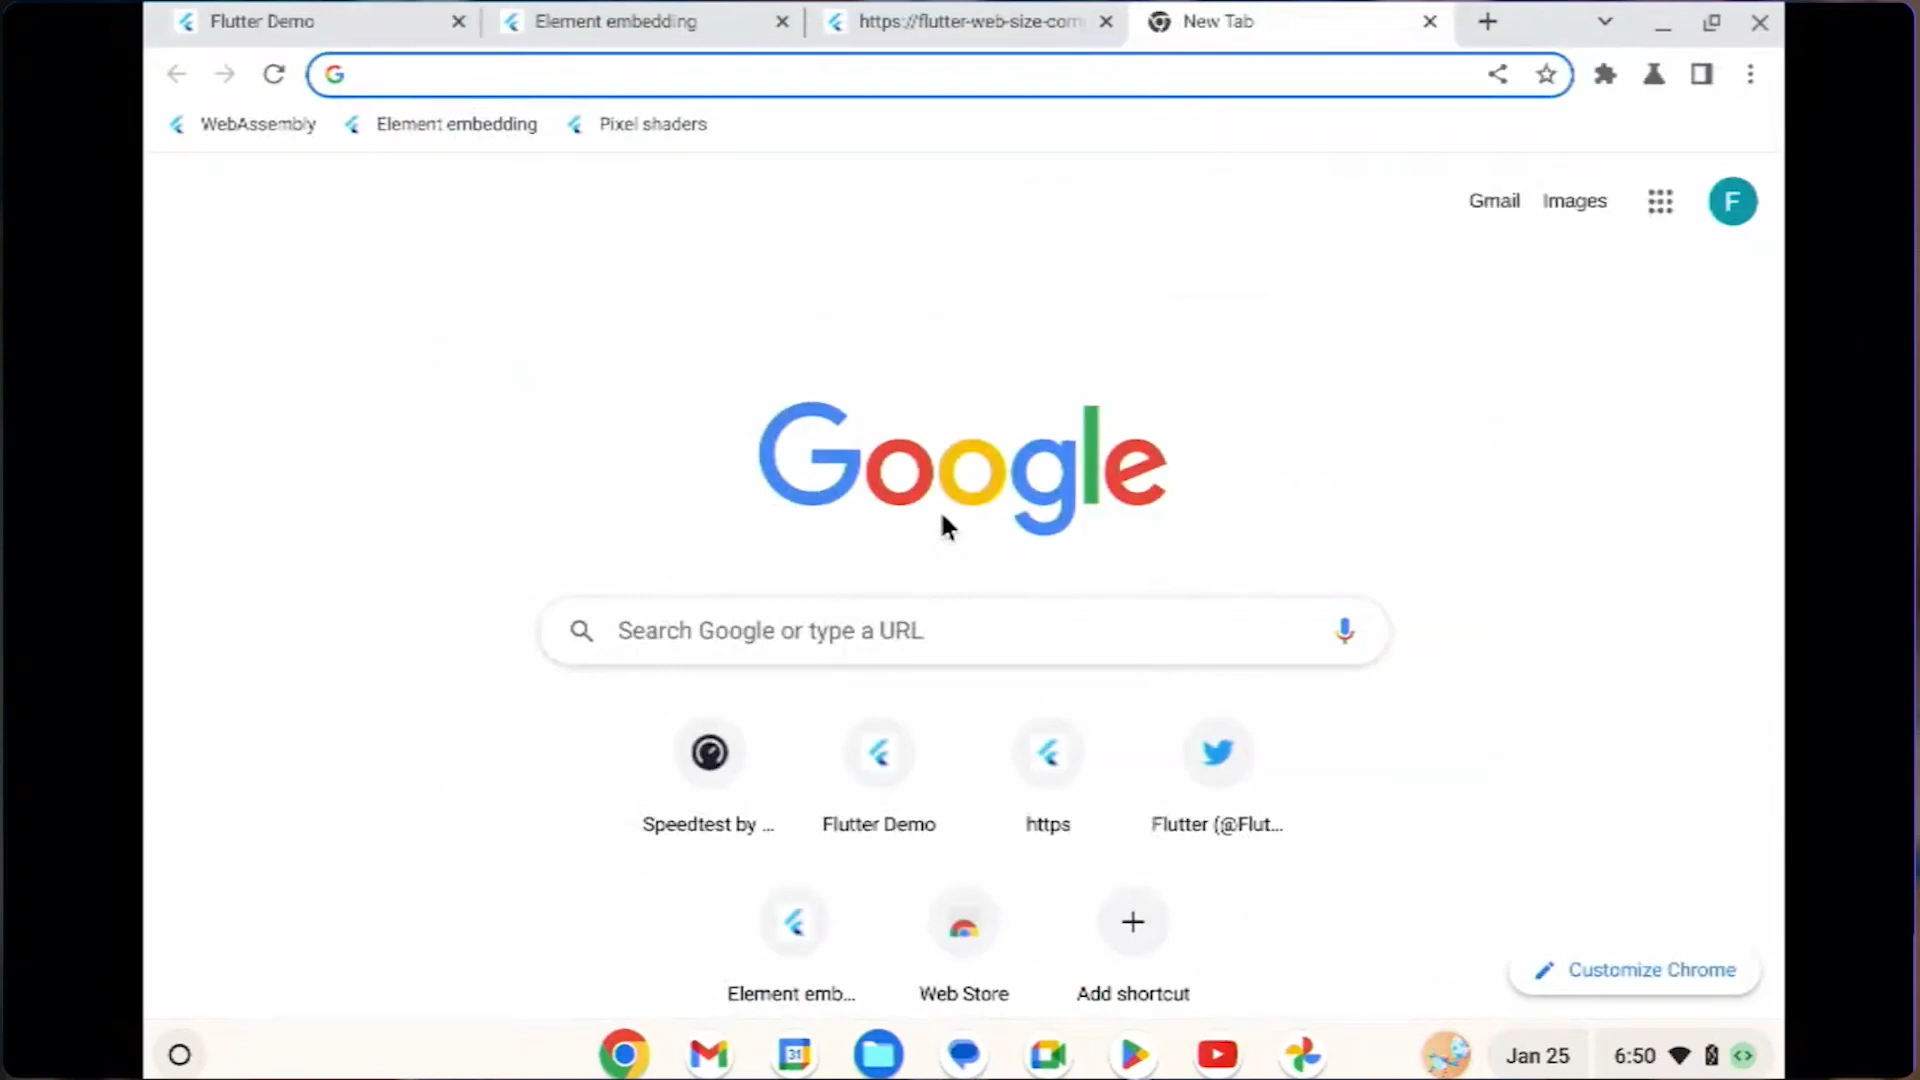 Flutter Demo
Element embedding
https://flutter-web-size-com
New Tab
WebAssembly
Element embedding
Pixel shaders
Gmail
Images
F
Google
Search Google or type a URL
Speedtest by ...
Flutter Demo
https
Flutter (@Flut...
Element emb...
Web Store
Add shortcut
Customize Chrome
31
Jan 25
6:50